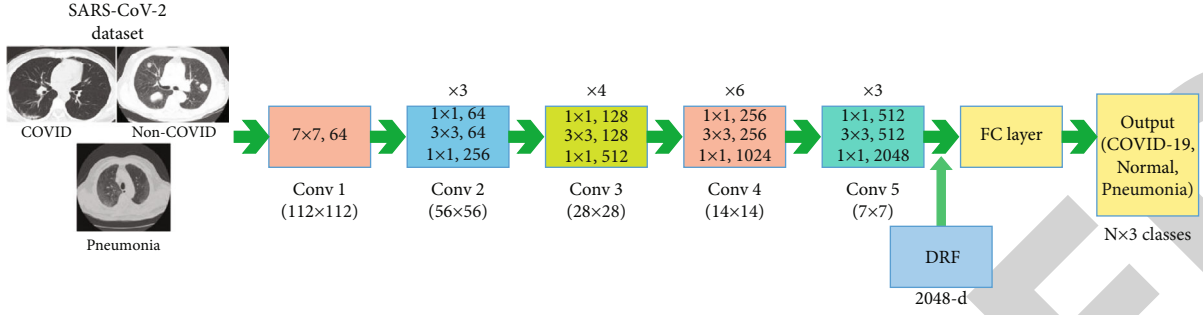 SARS-CoV-2
dataset
COVID
Non-COVID
Pneumonia
7×7, 64
Conv 1
(112×112)
×3
1×1, 64
3×3, 64
1×1, 256
Conv 2
(56×56)
×4
1×1, 128
3×3, 128
1×1, 512
Conv 3
(28×28)
×6
1×1, 256
3×3, 256
1×1, 1024
Conv 4
(14×14)
×3
1×1, 512
3×3, 512
1×1, 2048
Conv 5
(7×7)
DRF
2048-d
FC layer
Output
(COVID-19,
Normal,
Pneumonia)
N×3 classes